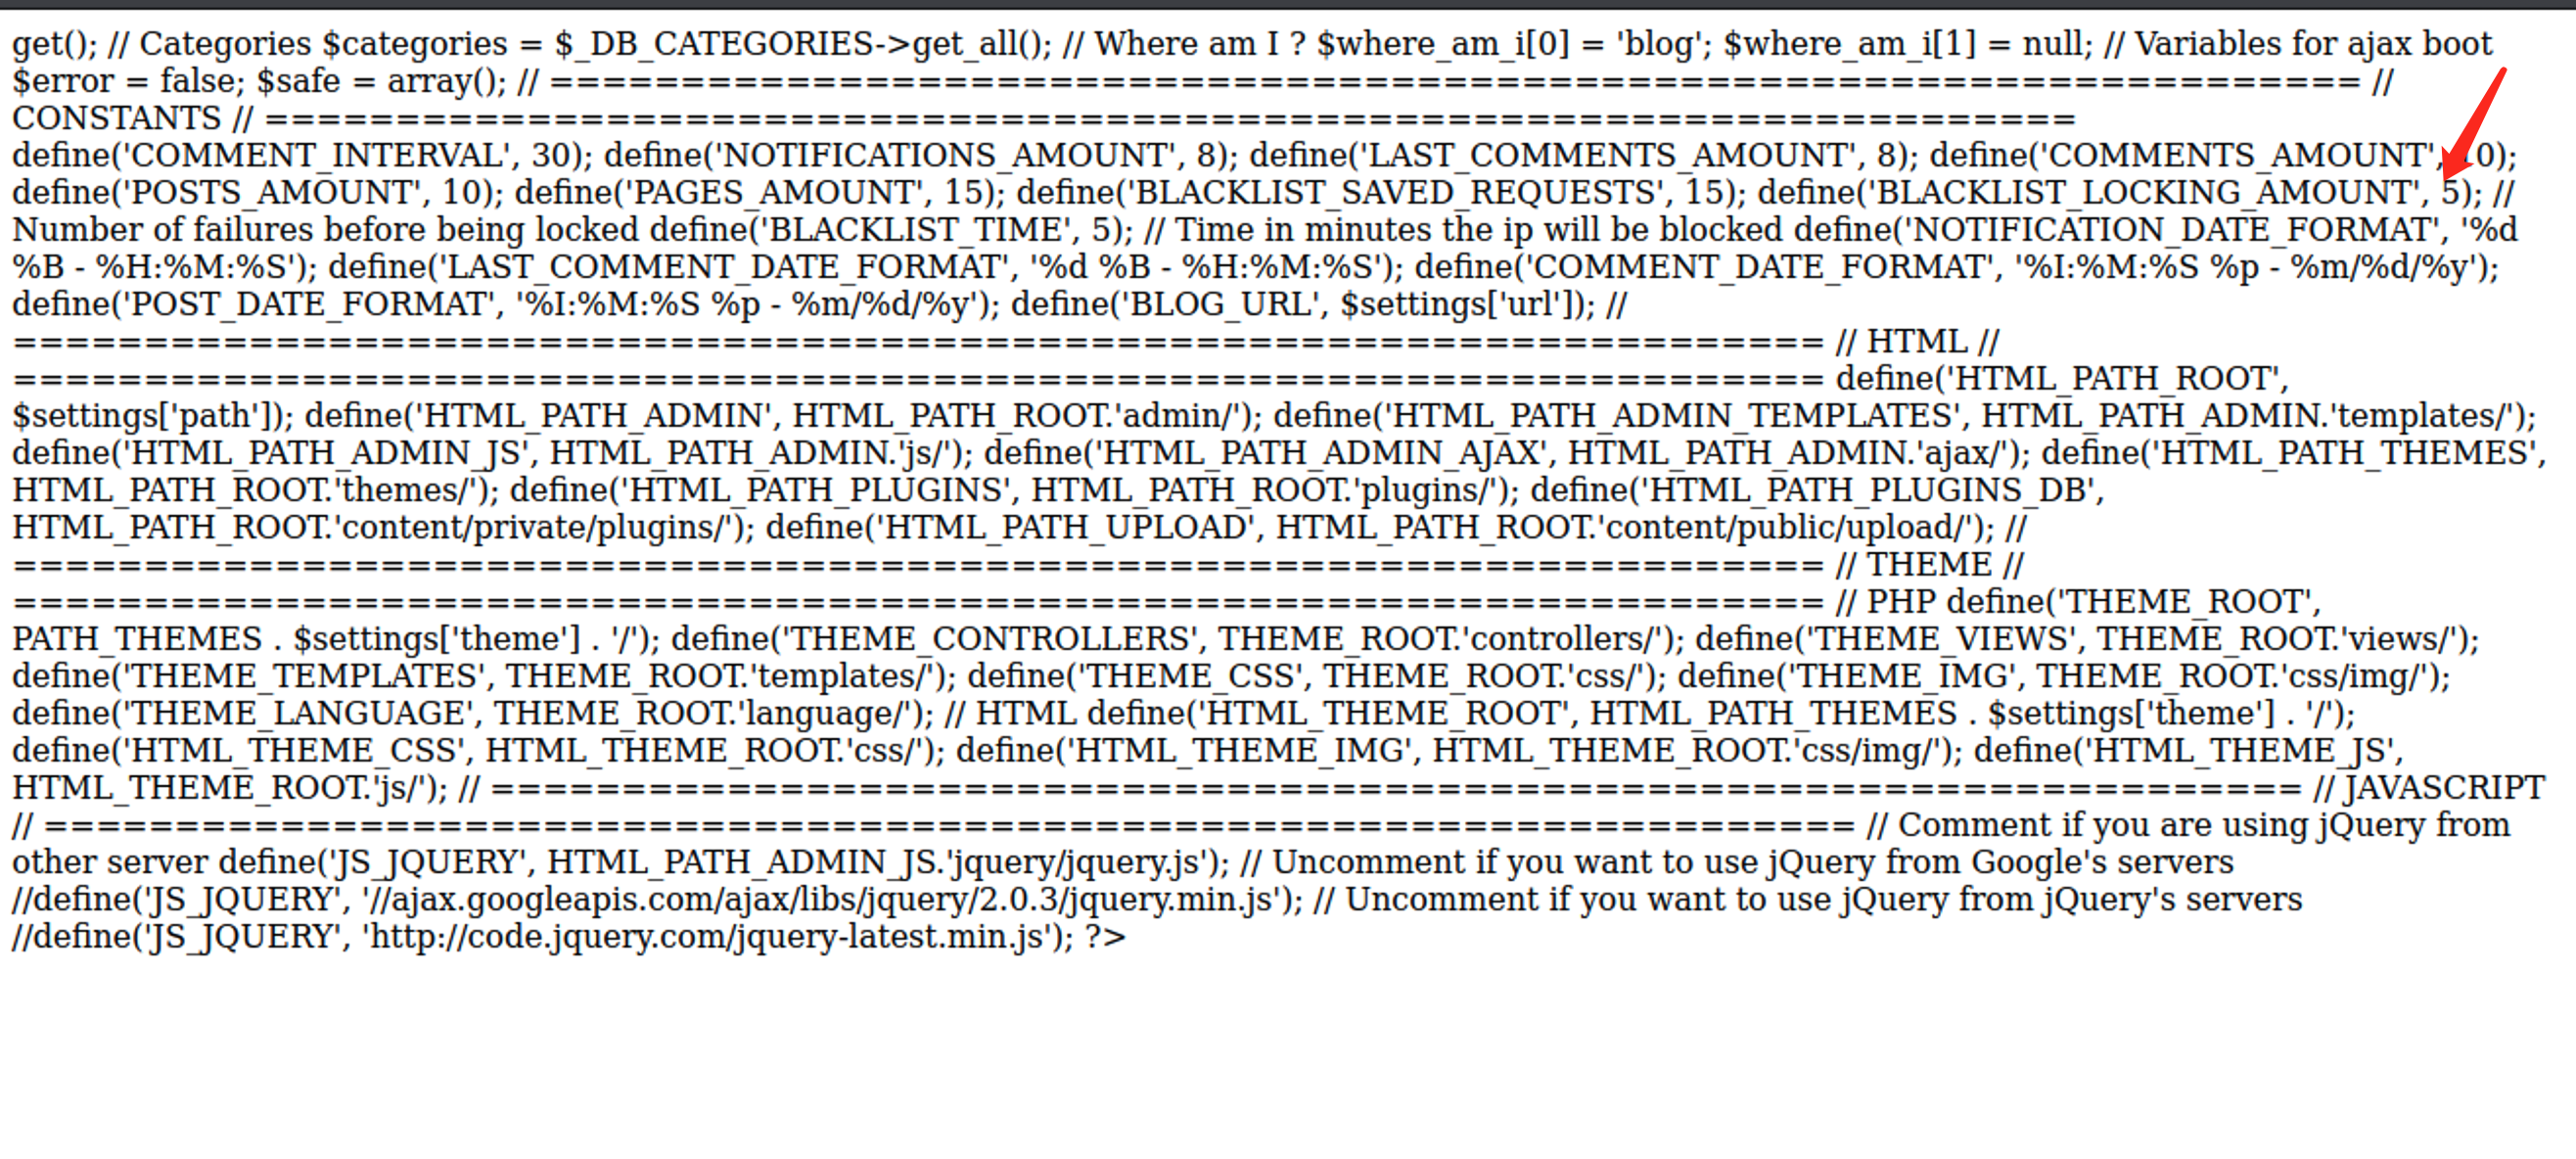 get(); // Categories $categories = $_DB_CATEGORIES->get_all(); // Where am I ? $where_am_i[0] = 'blog'; $where_am_i[1] = null; // Variables for ajax boot
$error = false; $safe = array(); // ===================================================================== //
CONSTANTS // =====================================================================
define('COMMENT_INTERVAL', 30); define('NOTIFICATIONS_AMOUNT', 8); define('LAST_COMMENTS_AMOUNT', 8); define('COMMENTS_AMOUNT', 10);
define('POSTS_AMOUNT', 10); define('PAGES_AMOUNT', 15); define('BLACKLIST_SAVED_REQUESTS', 15); define('BLACKLIST_LOCKING_AMOUNT', 5); //
Number of failures before being locked define('BLACKLIST_TIME', 5); // Time in minutes the ip will be blocked define('NOTIFICATION_DATE_FORMAT', '%d
%B - %H:%M:%S'); define('LAST_COMMENT_DATE_FORMAT', '%d %B - %H:%M:%S'); define('COMMENT_DATE_FORMAT', '%I:%M:%S %p - %m/%d/%y');
define('POST_DATE_FORMAT', '%I:%M:%S %p - %m/%d/%y'); define('BLOG_URL', $settings['url']); //
===================================================================== // HTML //
===================================================================== define('HTML_PATH_ROOT',
$settings['path']); define('HTML_PATH_ADMIN', HTML_PATH_ROOT.'admin/'); define('HTML_PATH_ADMIN_TEMPLATES', HTML_PATH_ADMIN.'templates/');
define('HTML_PATH_ADMIN_JS', HTML_PATH_ADMIN.'js/'); define('HTML_PATH_ADMIN_AJAX', HTML_PATH_ADMIN.'ajax/'); define('HTML_PATH_THEMES',
HTML_PATH_ROOT.'themes/'); define('HTML_PATH_PLUGINS', HTML_PATH_ROOT.'plugins/'); define('HTML_PATH_PLUGINS_DB',
HTML_PATH_ROOT.'content/private/plugins/'); define('HTML_PATH_UPLOAD', HTML_PATH_ROOT.'content/public/upload/'); //
===================================================================== // THEME //
===================================================================== // PHP define('THEME_ROOT',
PATH_THEMES . $settings['theme'] . '/'); define('THEME_CONTROLLERS', THEME_ROOT.'controllers/'); define('THEME_VIEWS', THEME_ROOT.'views/');
define('THEME_TEMPLATES', THEME_ROOT.'templates/'); define('THEME_CSS', THEME_ROOT.'css/'); define('THEME_IMG', THEME_ROOT.'css/img/');
define('THEME_LANGUAGE', THEME_ROOT.'language/'); // HTML define('HTML_THEME_ROOT', HTML_PATH_THEMES . $settings['theme'] . '/');
define('HTML_THEME_CSS', HTML_THEME_ROOT.'css/'); define('HTML_THEME_IMG', HTML_THEME_ROOT.'css/img/'); define('HTML_THEME_JS',
HTML_THEME_ROOT.'js/'); // ===================================================================== // JAVASCRIPT
// ===================================================================== // Comment if you are using jQuery from
other server define('JS_JQUERY', HTML_PATH_ADMIN_JS.'jquery/jquery.js'); // Uncomment if you want to use jQuery from Google's servers
//define('JS_JQUERY', '//ajax.googleapis.com/ajax/libs/jquery/2.0.3/jquery.min.js'); // Uncomment if you want to use jQuery from jQuery's servers
//define('JS_JQUERY', 'http://code.jquery.com/jquery-latest.min.js'); ?>